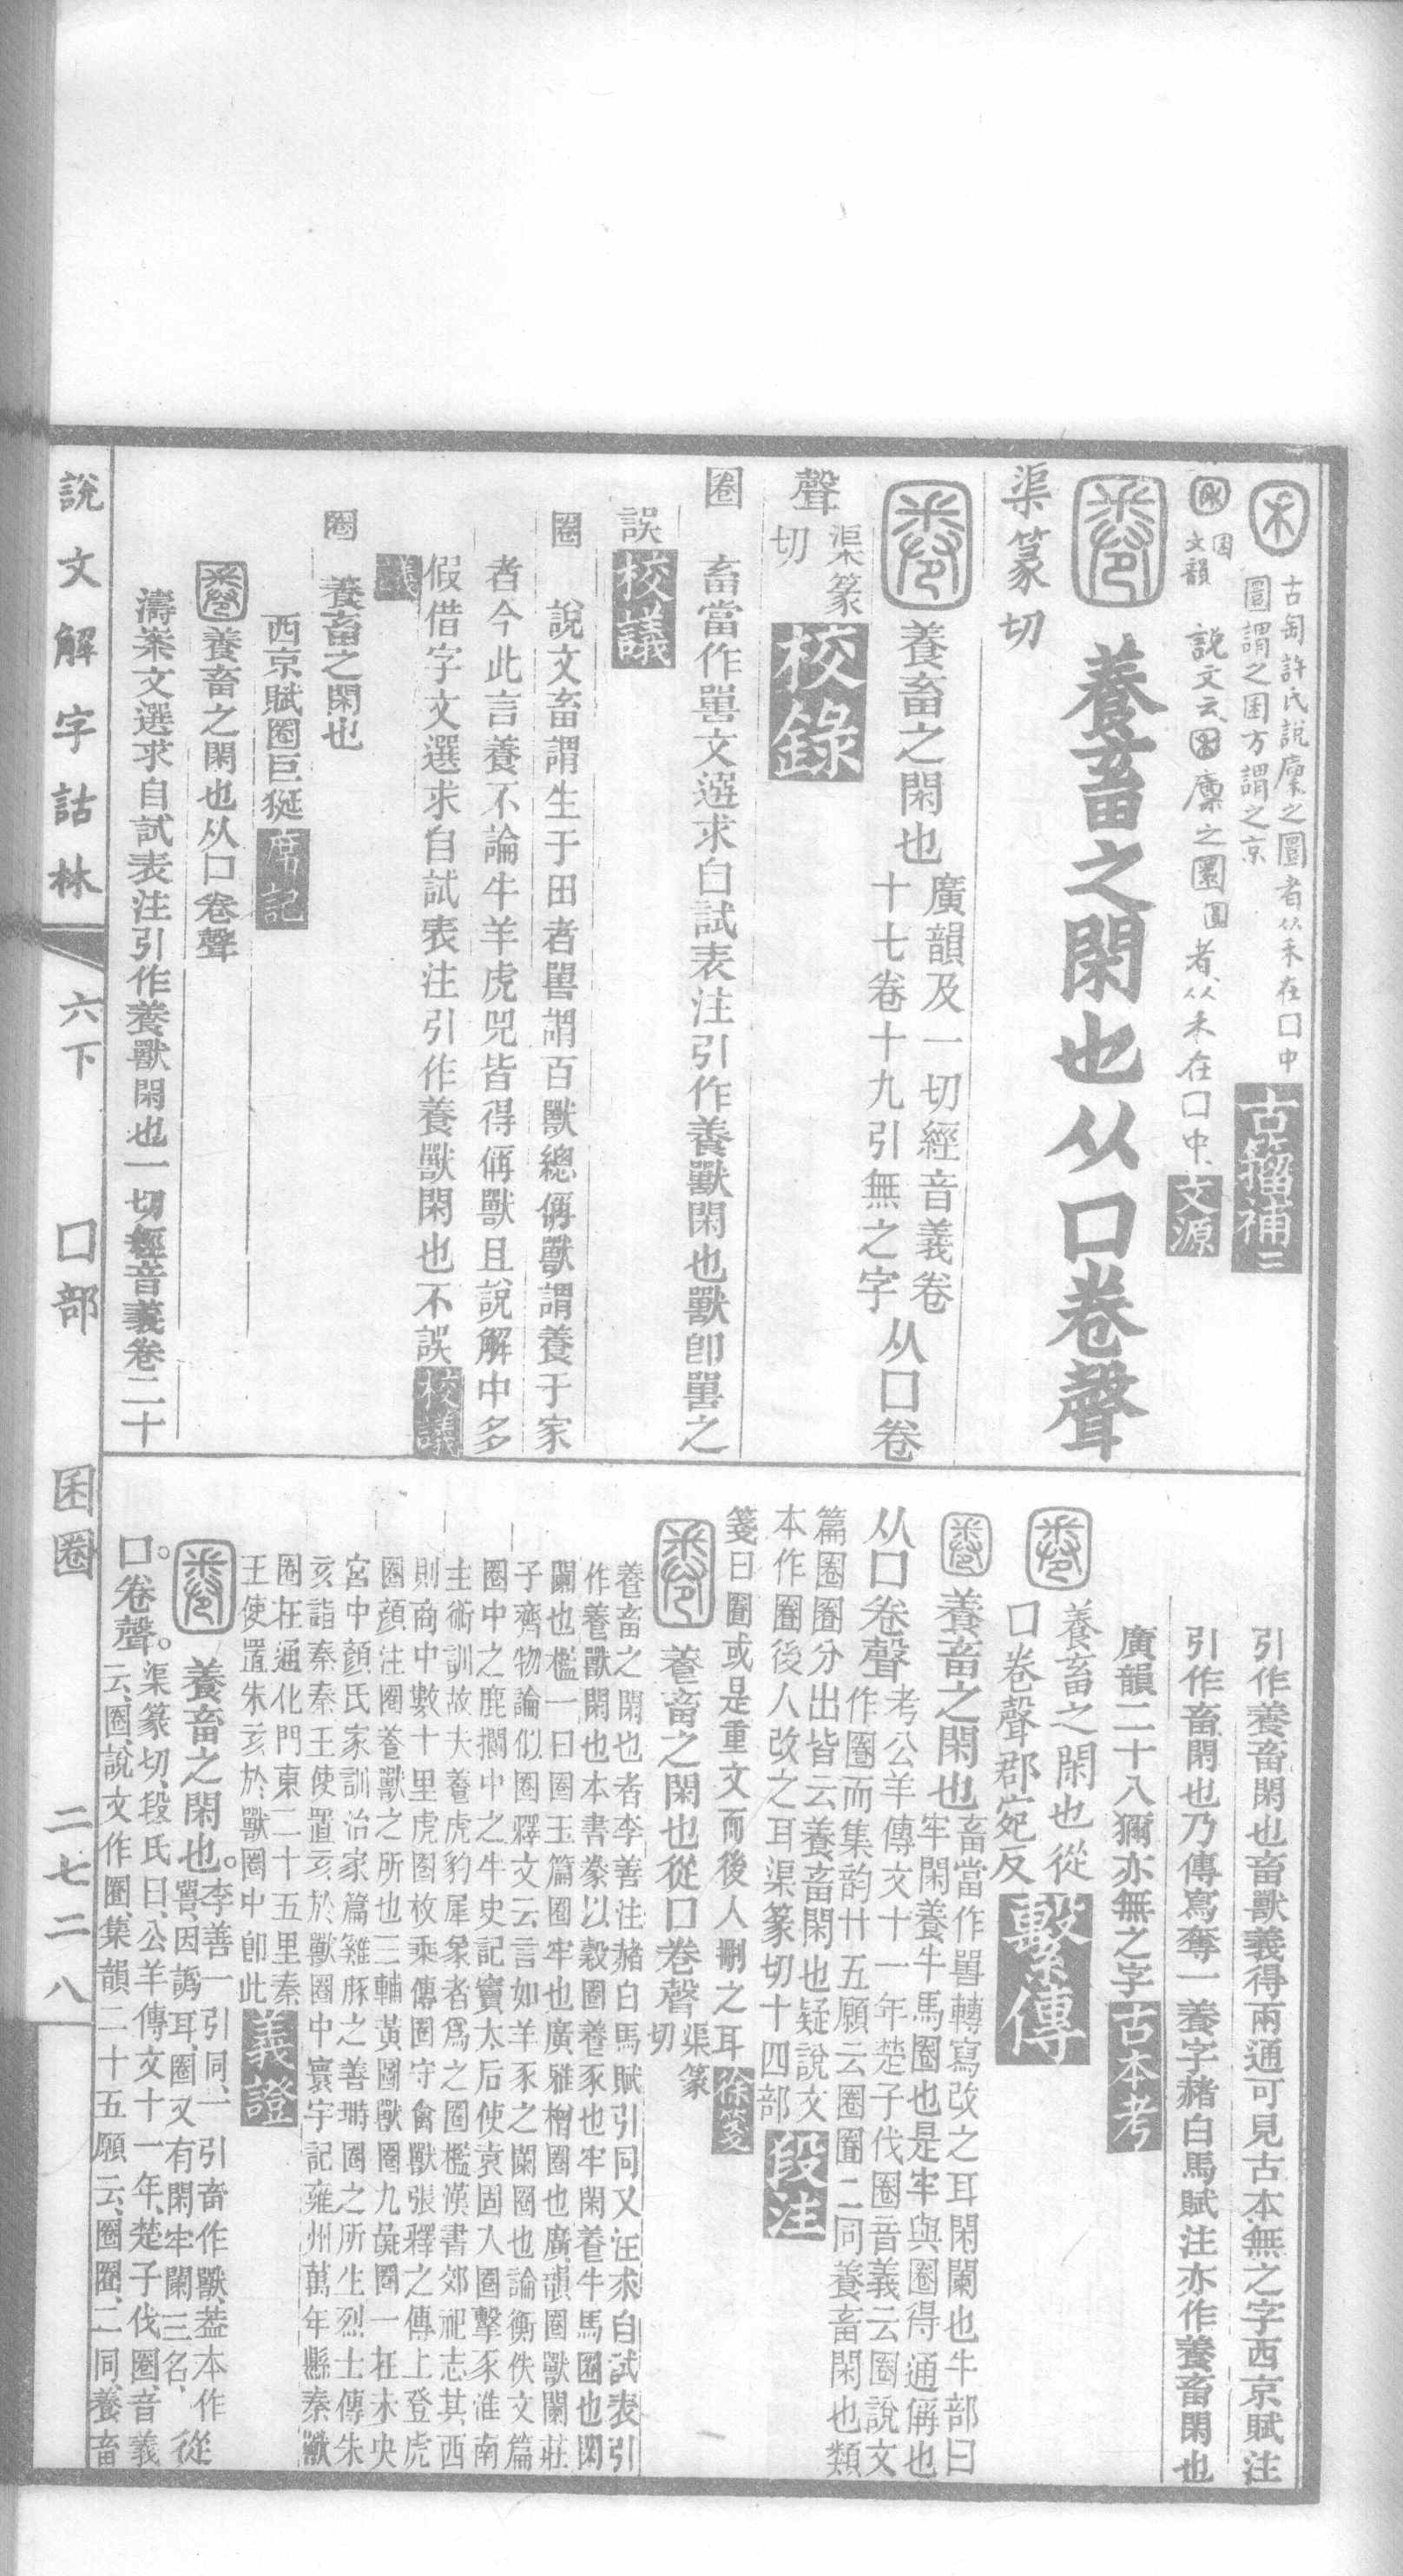 古匋許氏說廩之圜者从禾在囗中
圜謂之囷方謂之京 古籀補二
囷
文韻
說文云囷廩之圜圓者从禾在囗中 文源
養畜之閑也从囗卷聲
渠篆切
養畜之閑也 廣韻及一切經音義卷
十七卷十九引無之字 从囗卷
聲 渠篆
切 校錄
圈 畜當作嘼文選求自試表注引作養獸閑也獸卽嘼之
誤 校議
圈 說文畜謂生于田者嘼謂百獸總偁獸謂養于家
者今此言養不論牛羊虎兕皆得偁獸且說解中多
假借字文選求自試表注引作養獸閑也不誤 校議
議
圈 養畜之閑也
西京賦圈巨狿 席記
養畜之閑也从囗卷聲
濤案文選求自試表注引作養獸閑也一切經音義卷二十
引作養畜閑也畜獸義得兩通可見古本無之字西京賦注
引作畜閑也乃傳寫奪一養字赭白馬賦注亦作養畜閑也
廣韻二十八獮亦無之字 古本考
養畜之閑也從
囗卷聲郡宛反 繫傳
養畜之閑也 畜當作嘼轉寫改之耳閑闌也牛部曰
牢閑養牛馬圈也是牢與圈得通偁也
从囗卷聲 考公羊傳文十一年楚子伐圈音義云圈說文
作圏而集韵廿五願云圈圏二同養畜閑也類
篇圈圏分出皆云養畜閑也疑說文
本作圏後人改之耳渠篆切十四部 段注
箋曰圏或是重文而後人刪之耳 徐箋
養畜之閑也從囗卷聲 渠篆
切
養畜之閑也者李善注赭白馬賦引同又注求自試表引
作養獸閑也本書豢以穀圈養豕也牢閑養牛馬圈也閑
闌也檻一曰圈玉篇圈牢也廣雅橧圈也廣韻圈獸闌莊
子齊物論似圈釋文云言如羊豕之闌圈也論衡佚文篇
圈中之鹿欄中之牛史記竇太后使袁固入圈擊豕淮南
主術訓故夫養虎豹犀象者爲之圈檻漢書郊祀志其西
則商中數十里虎圈枚乘傳圈守禽獸張釋之傳上登虎
圈顏注圈養獸之所也三輔黃圖獸圈九彘圈一在未央
宮中顏氏家訓治家篇雞豚之善塒圈之所生烈士傳朱
亥詣秦秦王使置亥於獸圈中寰宇記雍州萬年縣秦獸
圈在通化門東二十五里秦
王使置朱亥於獸圈中卽此 義證
養畜之閑也。 李善一引同、一引畜作獸、葢本作
嘼、因譌耳、圈又有閑牢闌三名、 從
囗。卷聲。 渠篆切、段氏曰、公羊傳文十一年、楚子伐圈、音義
云、圈、說文作圏、集韻二十五願云、圈圏、二同、養畜
說文解字詁林 六下 囗部 囷圈 二七二八